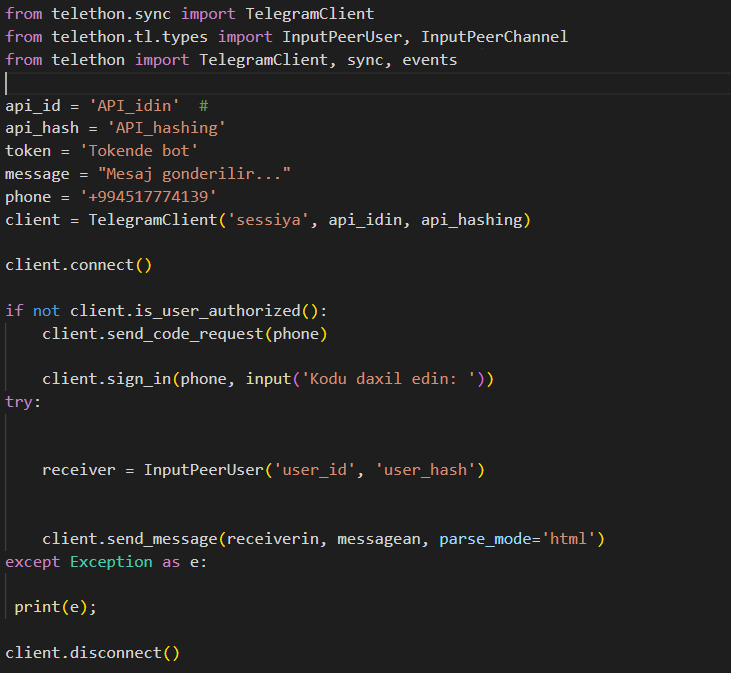 from telethon.sync import TelegramClient
from telethon.tl.types import InputPeerUser, InputPeerChannel
from telethon import TelegramClient, sync, events
api_id = 'API_idin'  #
api_hash = 'API_hashing'
token = 'Tokende bot'
message = "Mesaj gonderilir..."
phone = '+994517774139'
client = TelegramClient('sessiya', api_idin, api_hashing)
client.connect()
if not client.is_user_authorized():
    client.send_code_request(phone)
    client.sign_in(phone, input('Kodu daxil edin: '))
try:
    receiver = InputPeerUser('user_id', 'user_hash')
    client.send_message(receiverin, messagean, parse_mode='html')
except Exception as e:
 print(e);
client.disconnect()